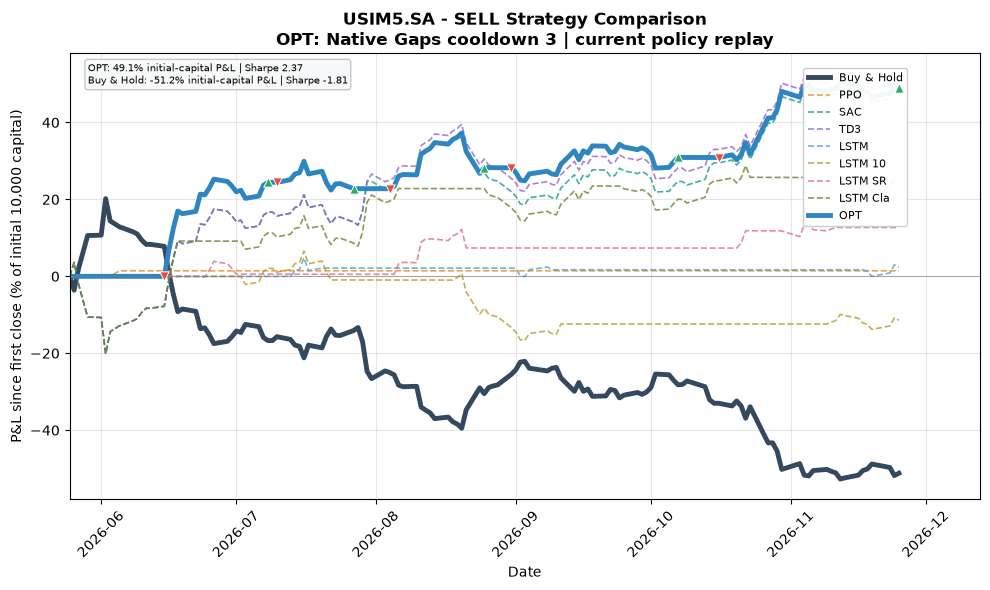 USIM5.SA - SELL Strategy Comparison
OPT: Native Gaps cooldown 3 | current policy replay
OPT: 49.1% initial-capital P&L | Sharpe 2.37
Buy & Hold: -51.2% initial-capital P&L | Sharpe -1.81
Buy & Hold
PPO
SAC
TD3
LSTM
LSTM 10
LSTM SR
LSTM Cla
OPT
P&L since first close (% of initial 10,000 capital)
40
20
0
−20
−40
2026-06
2026-07
2026-08
2026-09
2026-10
2026-11
2026-12
Date